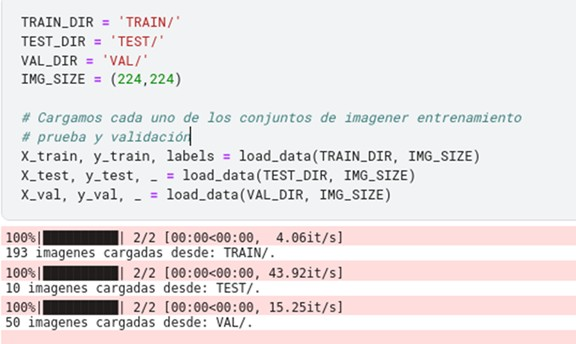 TRAIN_DIR = 'TRAIN/'
TEST_DIR = 'TEST/'
VAL_DIR = 'VAL/'
IMG_SIZE = (224,224)
# Cargamos cada uno de los conjuntos de imagener entrenamiento
# prueba y validación
X_train, y_train, labels = load_data(TRAIN_DIR, IMG_SIZE)
X_test, y_test, _ = load_data(TEST_DIR, IMG_SIZE)
X_val, y_val, _ = load_data(VAL_DIR, IMG_SIZE)
100%|██████████| 2/2 [00:00<00:00,  4.06it/s]
193 imagenes cargadas desde: TRAIN/.
100%|██████████| 2/2 [00:00<00:00, 43.92it/s]
10 imagenes cargadas desde: TEST/.
100%|██████████| 2/2 [00:00<00:00, 15.25it/s]
50 imagenes cargadas desde: VAL/.